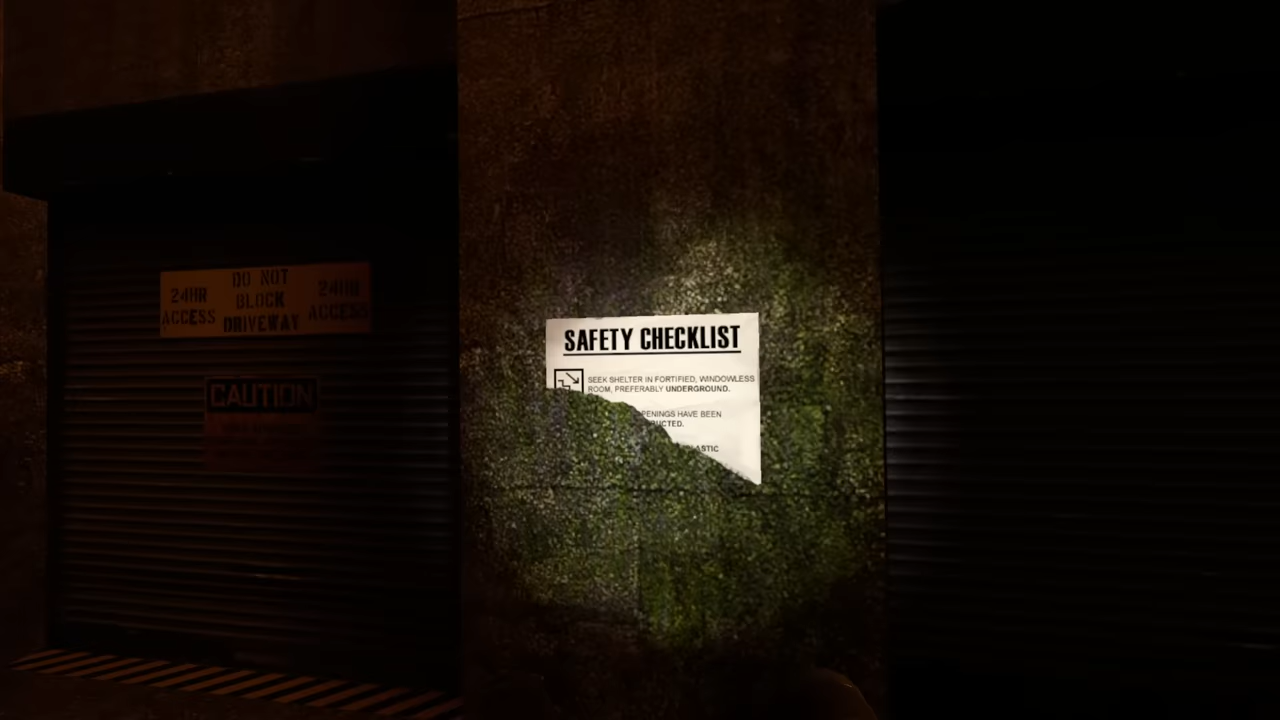 24HR
ACCESS
DO NOT
BLOCK
DRIVEWAY
24HR
ACCESS
CAUTION
SAFETY CHECKLIST
SEEK SHELTER IN FORTIFIED, WINDOWLESS
ROOM, PREFERABLY UNDERGROUND.
PENINGS HAVE BEEN
UCTED.
LASTIC